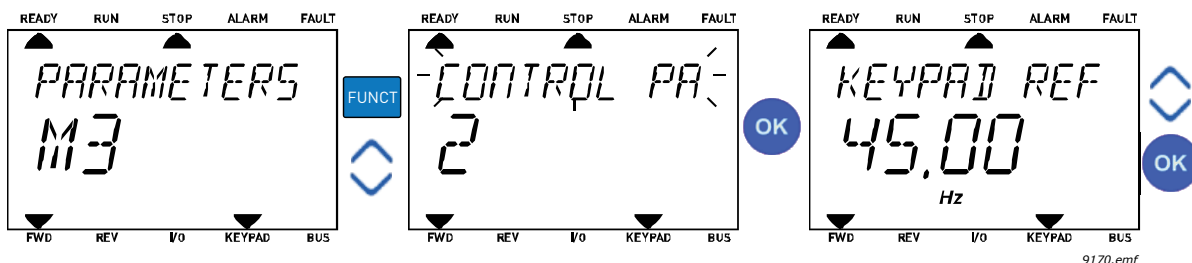 READY RUN STOP ALARM FAULT
PARAMETERS
M3
FWD REV I/O KEYPAD BUS
FUNCT
READY RUN STOP ALARM FAULT
CONTROL PA
2
FWD REV I/O KEYPAD BUS
OK
READY RUN STOP ALARM FAULT
KEYPAD REF
45.00
Hz
FWD REV I/O KEYPAD BUS
OK
9170.emf